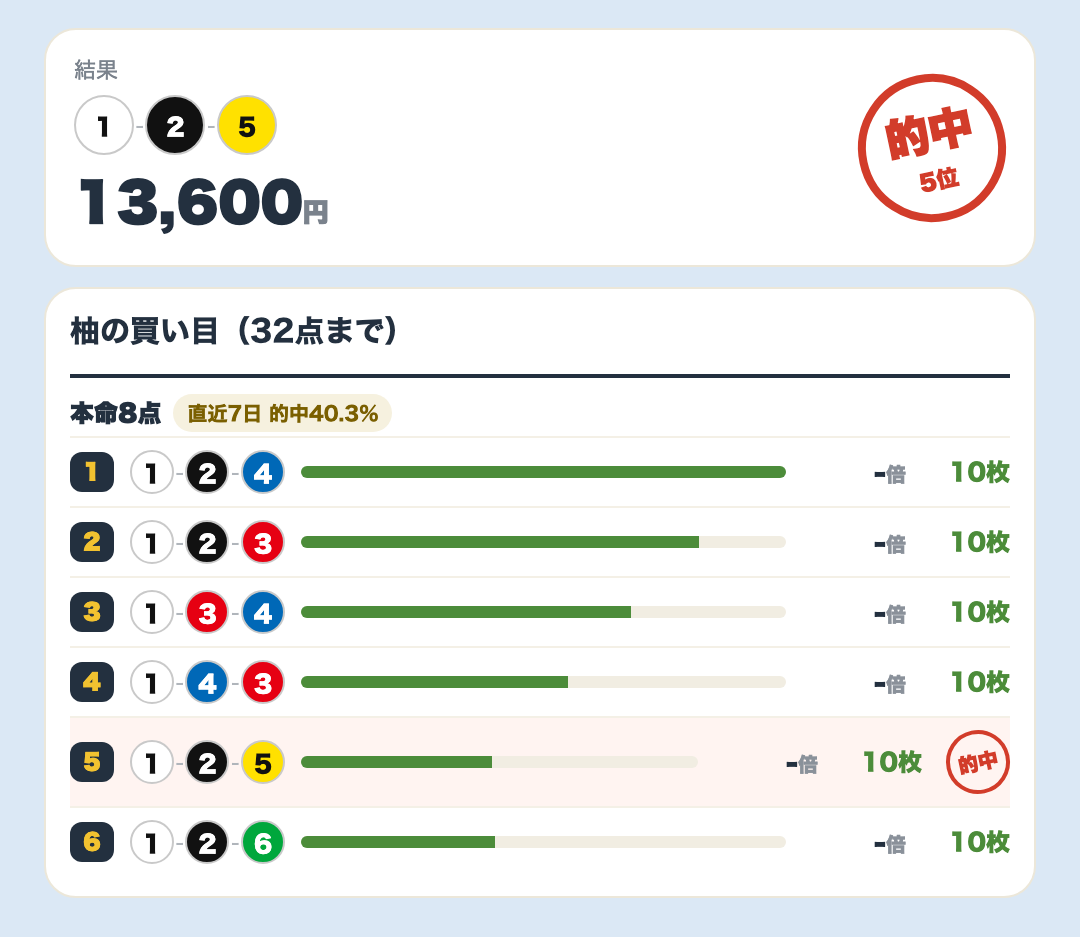 結果
1-2-5
13,600円
的中
5位
柚の買い目（32点まで）
本命8点 直近7日 的中40.3%
1 1-2-4 -倍 10枚
2 1-2-3 -倍 10枚
3 1-3-4 -倍 10枚
4 1-4-3 -倍 10枚
5 1-2-5 -倍 10枚 的中
6 1-2-6 -倍 10枚